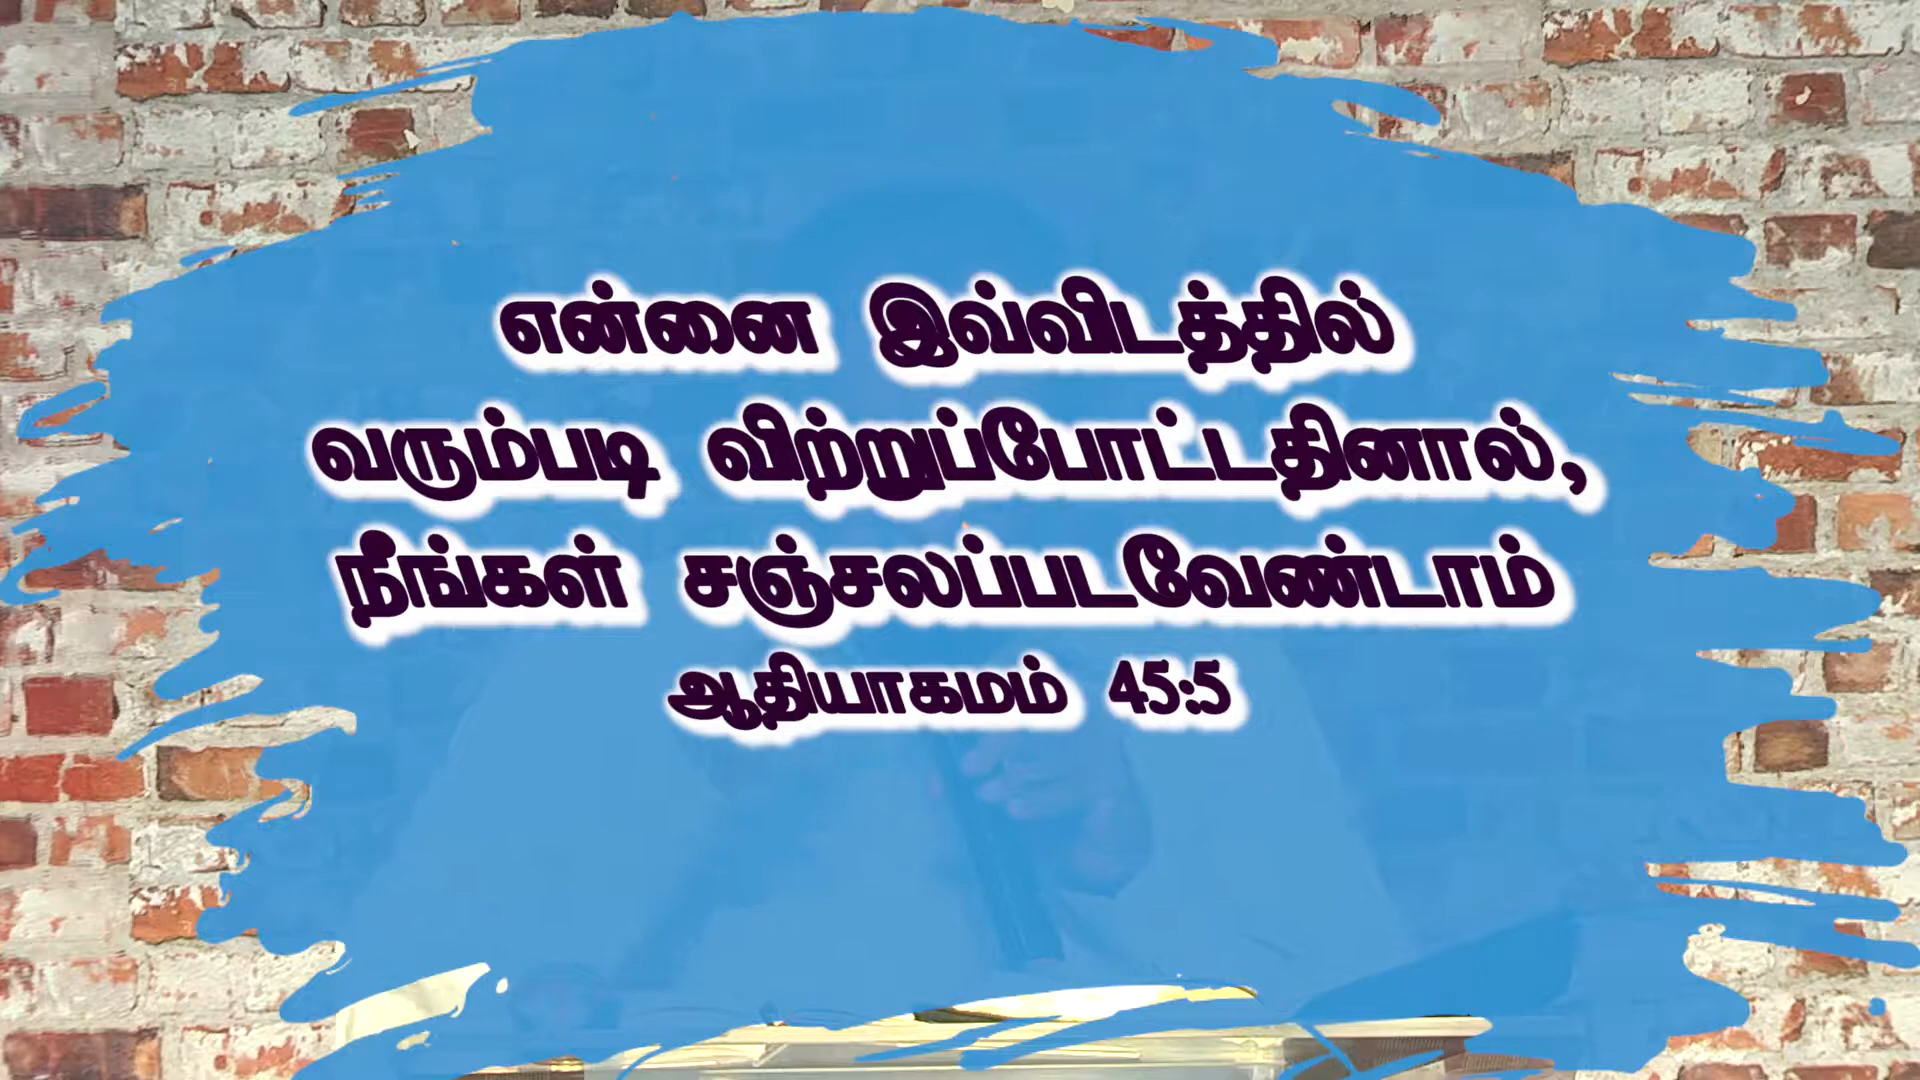 என்னை இவ்விடத்தில்
வரும்படி விற்றுப்போட்டதினால்,
நீங்கள் சஞ்சலப்படவேண்டாம்
ஆதியாகமம் 45:5